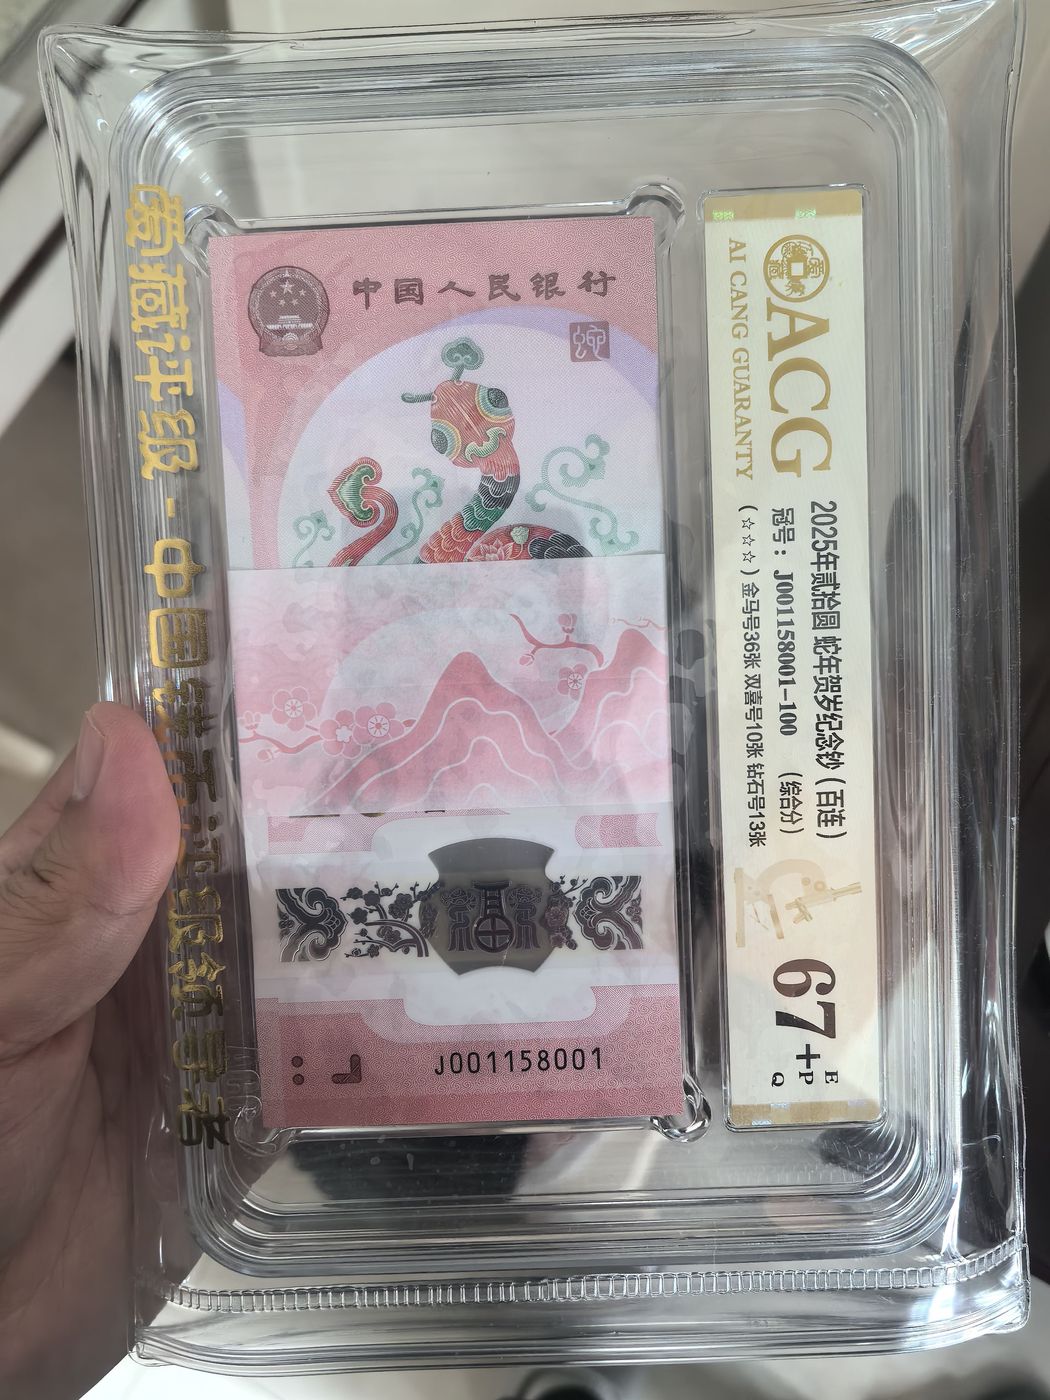 中国人民银行
J001158001
ACG
AI CANG GUARANTY
2025年贰拾圆 蛇年贺岁纪念钞（百连）
冠号：J001158001-100 （综合分）
（☆☆☆）金马号36张 双喜号10张 钻石号13张
67+
E
P
Q
爱藏评级 - 中国钱币评级领导者